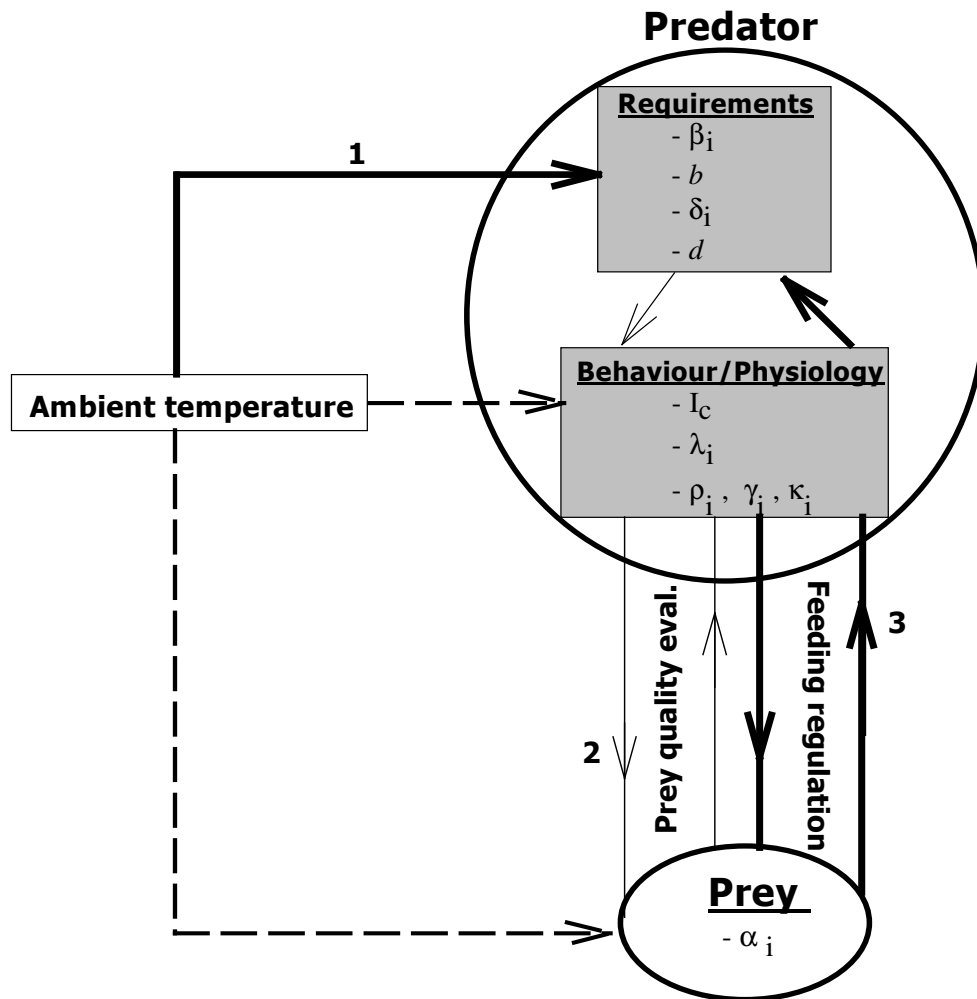 Predator
Requirements
- βi
- b
- δi
- d
1
Ambient temperature
Behaviour/Physiology
- Ic
- λi
- ρi , γi , κi
2
Prey quality eval.
Feeding regulation
3
Prey
- α i